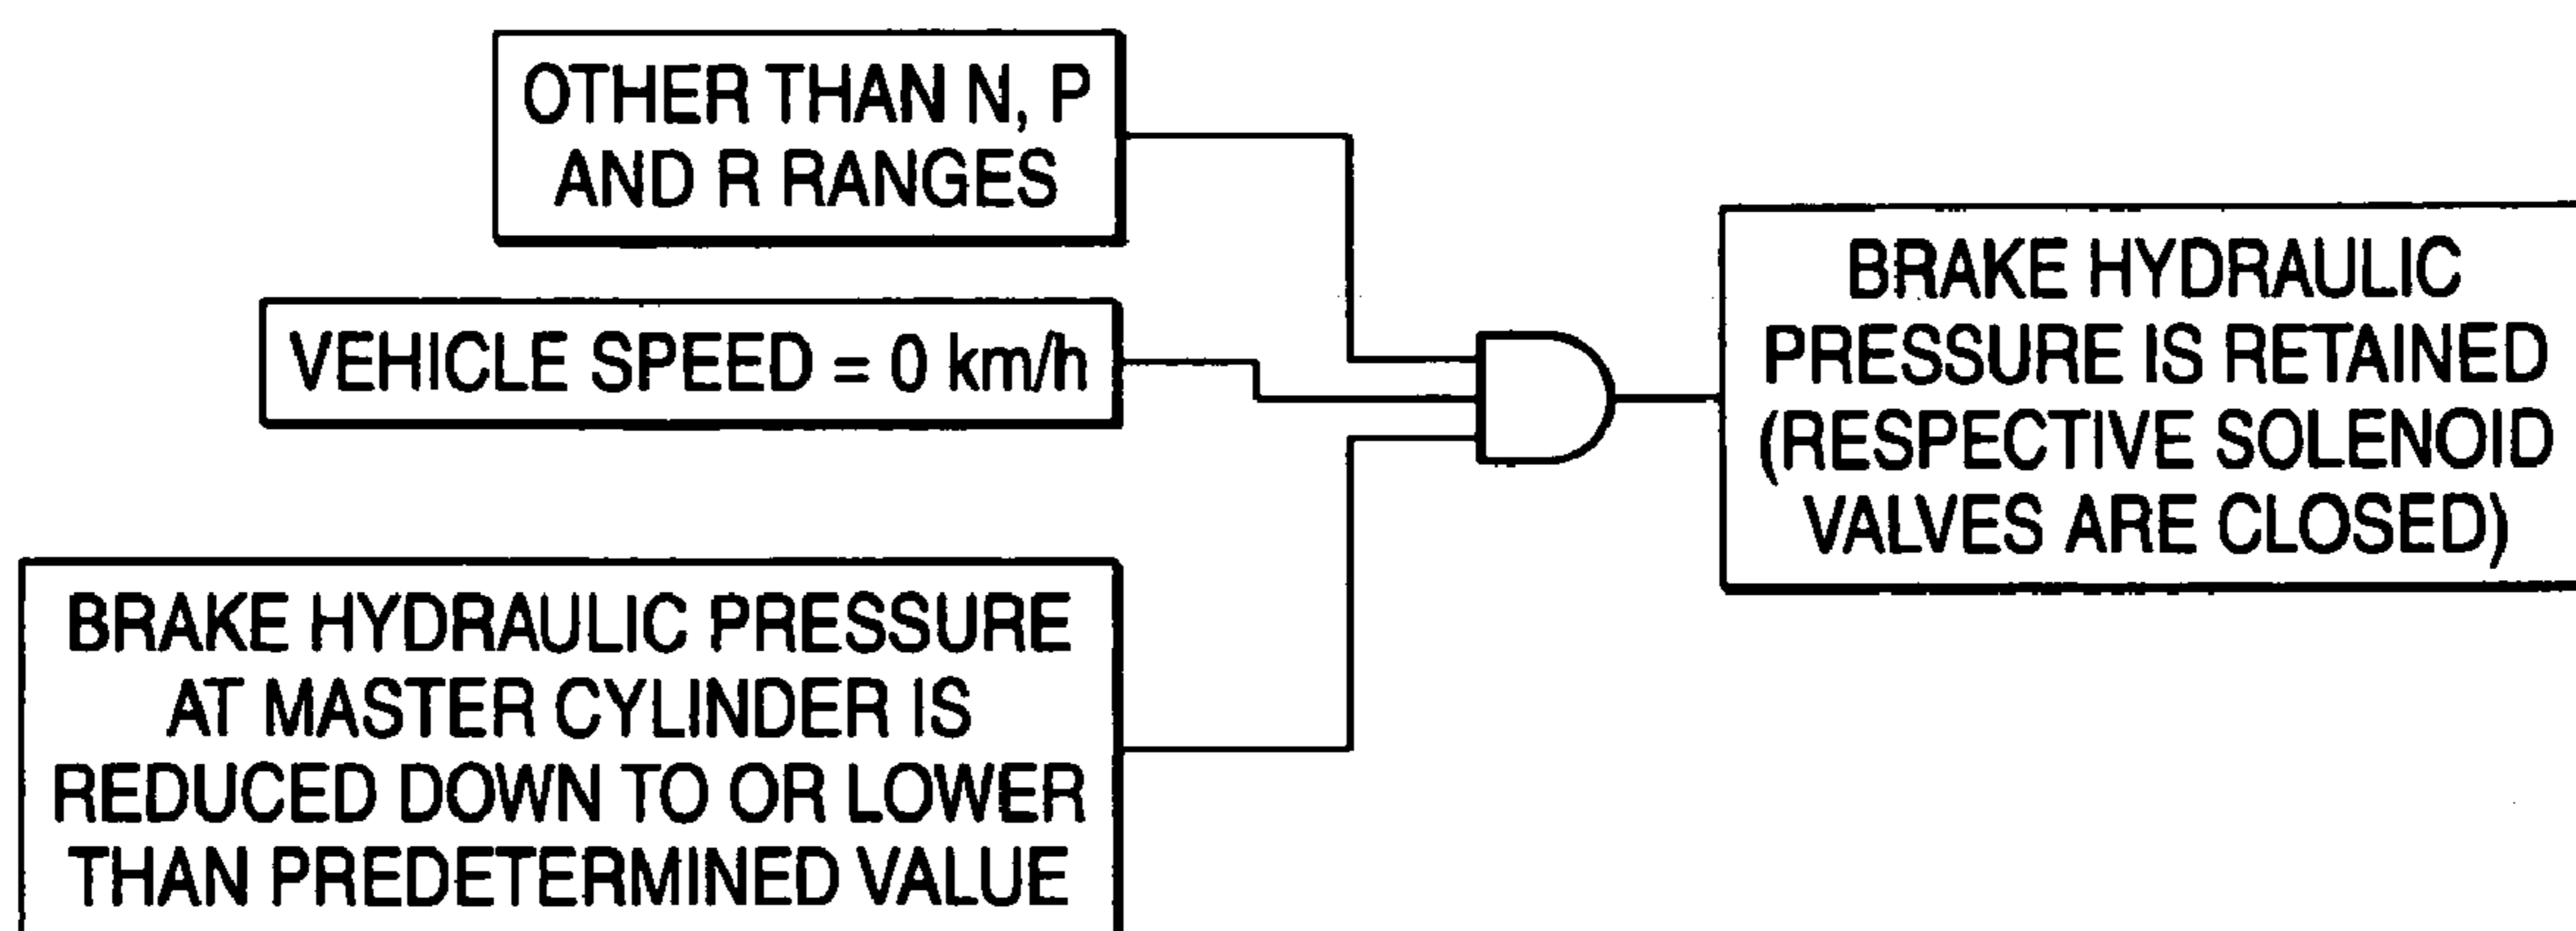 OTHER THAN N, P
AND R RANGES
VEHICLE SPEED = 0 km/h
BRAKE HYDRAULIC PRESSURE
AT MASTER CYLINDER IS
REDUCED DOWN TO OR LOWER
THAN PREDETERMINED VALUE
BRAKE HYDRAULIC
PRESSURE IS RETAINED
(RESPECTIVE SOLENOID
VALVES ARE CLOSED)